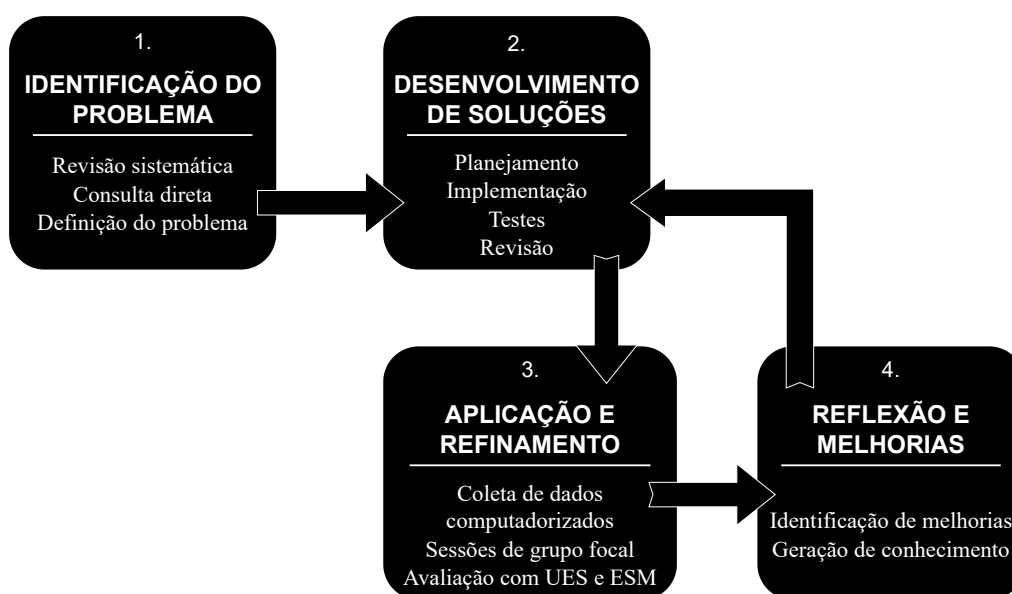 1.
IDENTIFICAÇÃO DO
PROBLEMA
Revisão sistemática
Consulta direta
Definição do problema
2.
DESENVOLVIMENTO
DE SOLUÇÕES
Planejamento
Implementação
Testes
Revisão
3.
APLICAÇÃO E
REFINAMENTO
Coleta de dados
computadorizados
Sessões de grupo focal
Avaliação com UES e ESM
4.
REFLEXÃO E
MELHORIAS
Identificação de melhorias
Geração de conhecimento